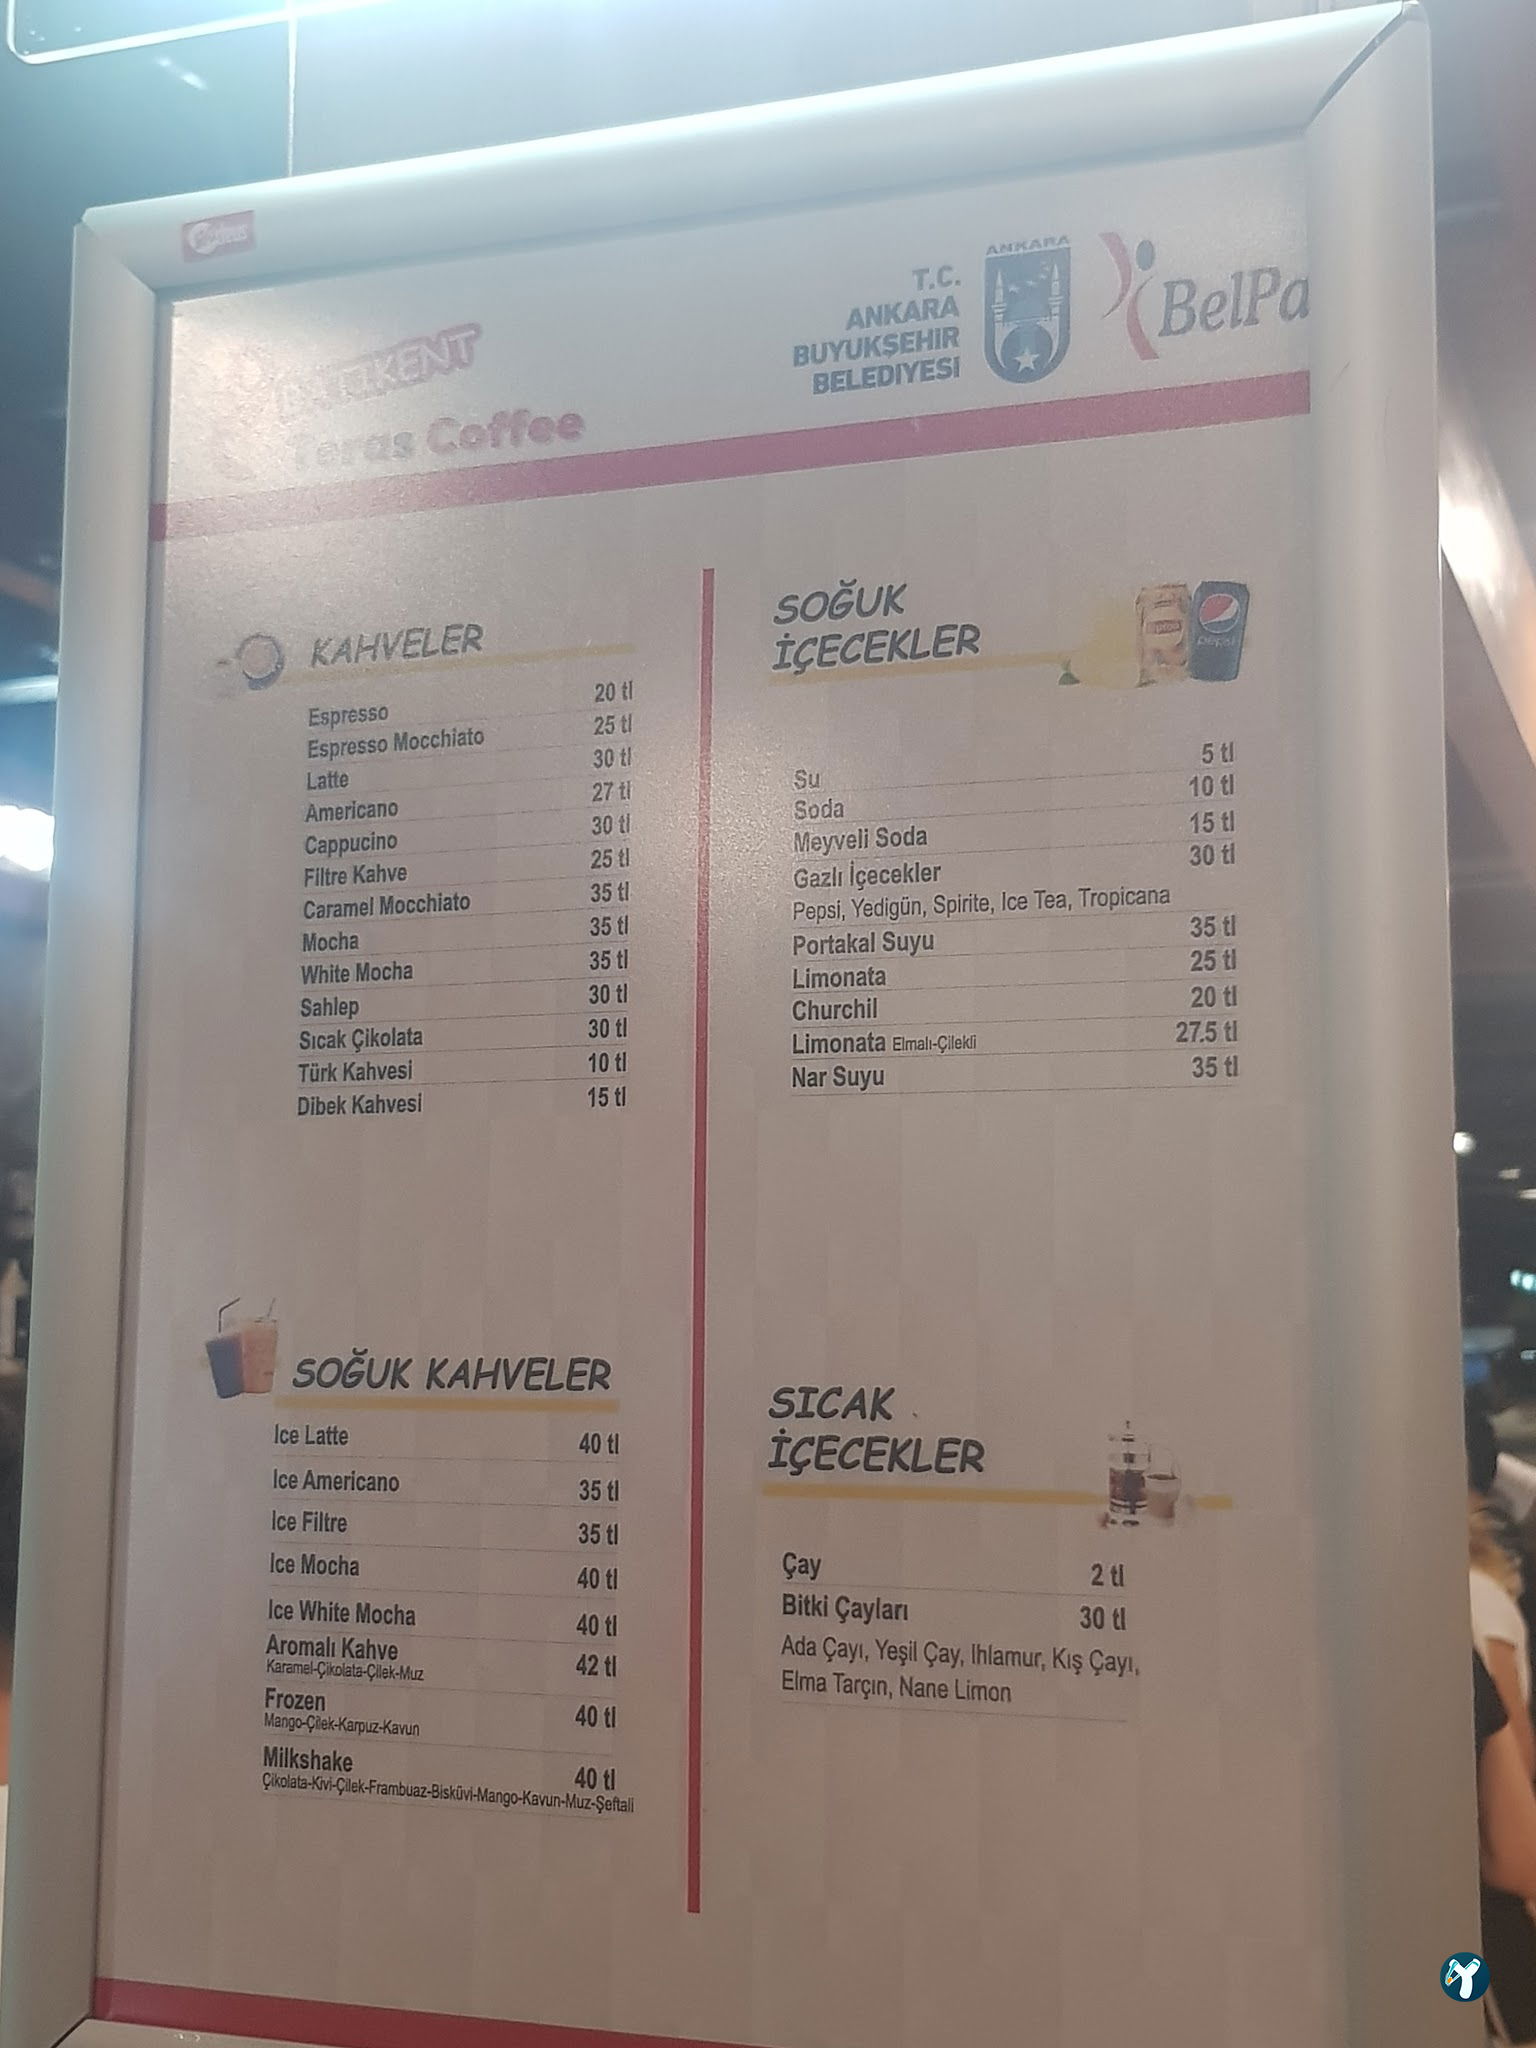 T.C.
ANKARA
BUYUKŞEHİR
BELEDİYESİ
ANKARA
BelPa
Teras Coffee
KAHVELER
Espresso 20 tl
Espresso Mocchiato 25 tl
Latte 30 tl
Americano 27 tl
Cappucino 30 tl
Filtre Kahve 25 tl
Caramel Mocchiato 35 tl
Mocha 35 tl
White Mocha 35 tl
Sahlep 30 tl
Sıcak Çikolata 30 tl
Türk Kahvesi 10 tl
Dibek Kahvesi 15 tl
SOĞUK KAHVELER
Ice Latte 40 tl
Ice Americano 35 tl
Ice Filtre 35 tl
Ice Mocha 40 tl
Ice White Mocha 40 tl
Aromalı Kahve 42 tl
Karamel-Çikolata-Çilek-Muz
Frozen 40 tl
Mango-Çilek-Karpuz-Kavun
Milkshake 40 tl
Çikolata-Kivi-Çilek-Frambuaz-Bisküvi-Mango-Kavun-Muz-Şeftali
SOĞUK
İÇECEKLER
pepsi
Su 5 tl
Soda 10 tl
Meyveli Soda 15 tl
Gazlı İçecekler 30 tl
Pepsi, Yedigün, Spirite, Ice Tea, Tropicana
Portakal Suyu 35 tl
Limonata 25 tl
Churchil 20 tl
Limonata Elmalı-Çilekli 27.5 tl
Nar Suyu 35 tl
SICAK
İÇECEKLER
Çay 2 tl
Bitki Çayları 30 tl
Ada Çayı, Yeşil Çay, Ihlamur, Kış Çayı,
Elma Tarçın, Nane Limon